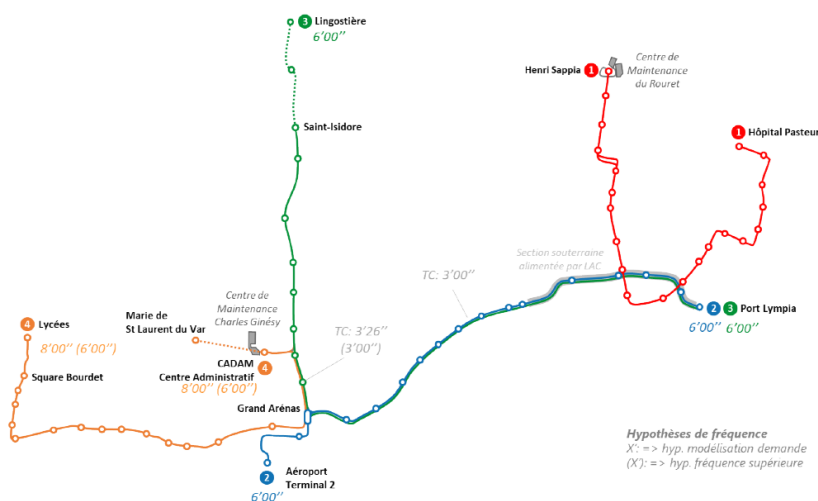 3 Lingostière
6'00''
Saint-Isidore
Henri Sappia 1
Centre de
Maintenance
du Rouret
1 Hôpital Pasteur
Section souterraine
alimentée par LAC
TC: 3'00''
2 3 Port Lympia
6'00'' 6'00''
Centre de
Maintenance
Charles Ginésy
TC: 3'26''
(3'00'')
4 Lycées
8'00'' (6'00'')
Square Bourdet
Marie de
St Laurent du Var
CADAM
Centre Administratif 4
8'00'' (6'00'')
Grand Arénas
2 Aéroport
Terminal 2
6'00''
Hypothèses de fréquence
X': => hyp. modélisation demande
(X'): => hyp. fréquence supérieure